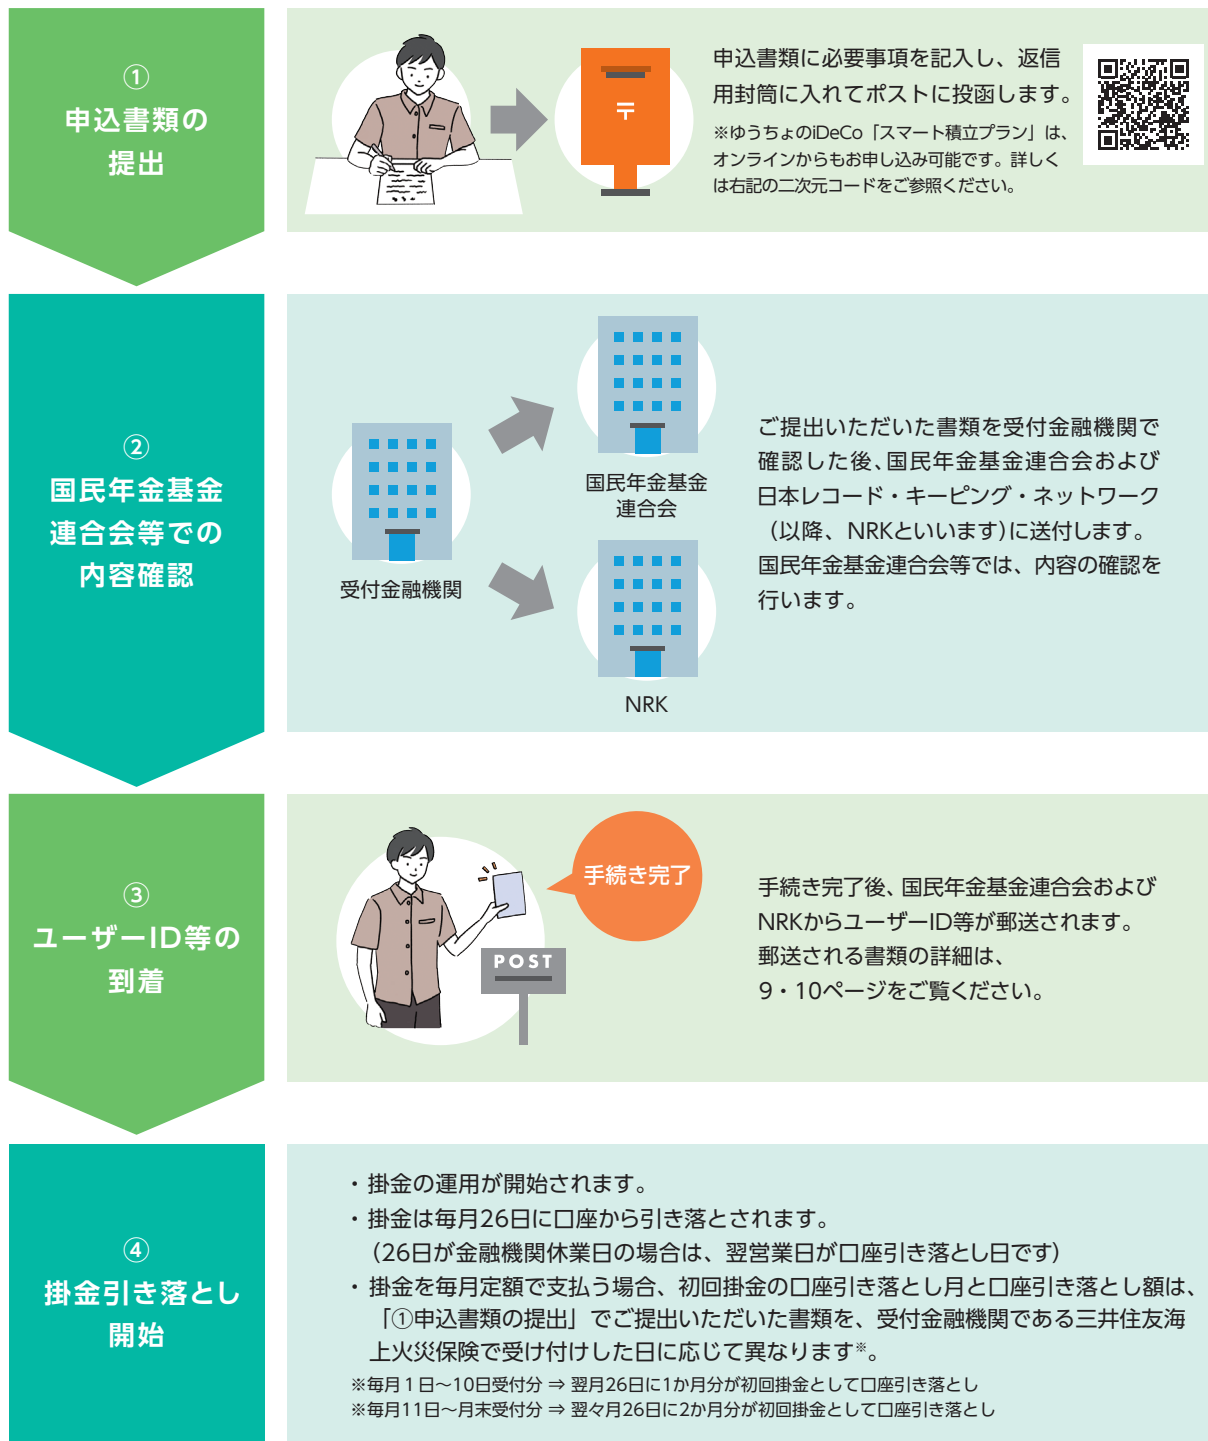 ①
申込書類の
提出
〒
申込書類に必要事項を記入し、返信
用封筒に入れてポストに投函します。
※ゆうちょのiDeCo「スマート積立プラン」は、
オンラインからもお申し込み可能です。詳しく
は右記の二次元コードをご参照ください。
②
国民年金基金
連合会等での
内容確認
受付金融機関
国民年金基金
連合会
NRK
ご提出いただいた書類を受付金融機関で
確認した後、国民年金基金連合会および
日本レコード・キーピング・ネットワーク
（以降、NRKといいます）に送付します。
国民年金基金連合会等では、内容の確認を
行います。
③
ユーザーID等の
到着
手続き完了
POST
手続き完了後、国民年金基金連合会および
NRKからユーザーID等が郵送されます。
郵送される書類の詳細は、
9・10ページをご覧ください。
④
掛金引き落とし
開始
・掛金の運用が開始されます。
・掛金は毎月26日に口座から引き落とされます。
（26日が金融機関休業日の場合は、翌営業日が口座引き落とし日です）
・掛金を毎月定額で支払う場合、初回掛金の口座引き落とし月と口座引き落とし額は、
「①申込書類の提出」でご提出いただいた書類を、受付金融機関である三井住友海
上火災保険で受け付けした日に応じて異なります※。
※毎月1日～10日受付分 ⇒ 翌月26日に1か月分が初回掛金として口座引き落とし
※毎月11日～月末受付分 ⇒ 翌々月26日に2か月分が初回掛金として口座引き落とし